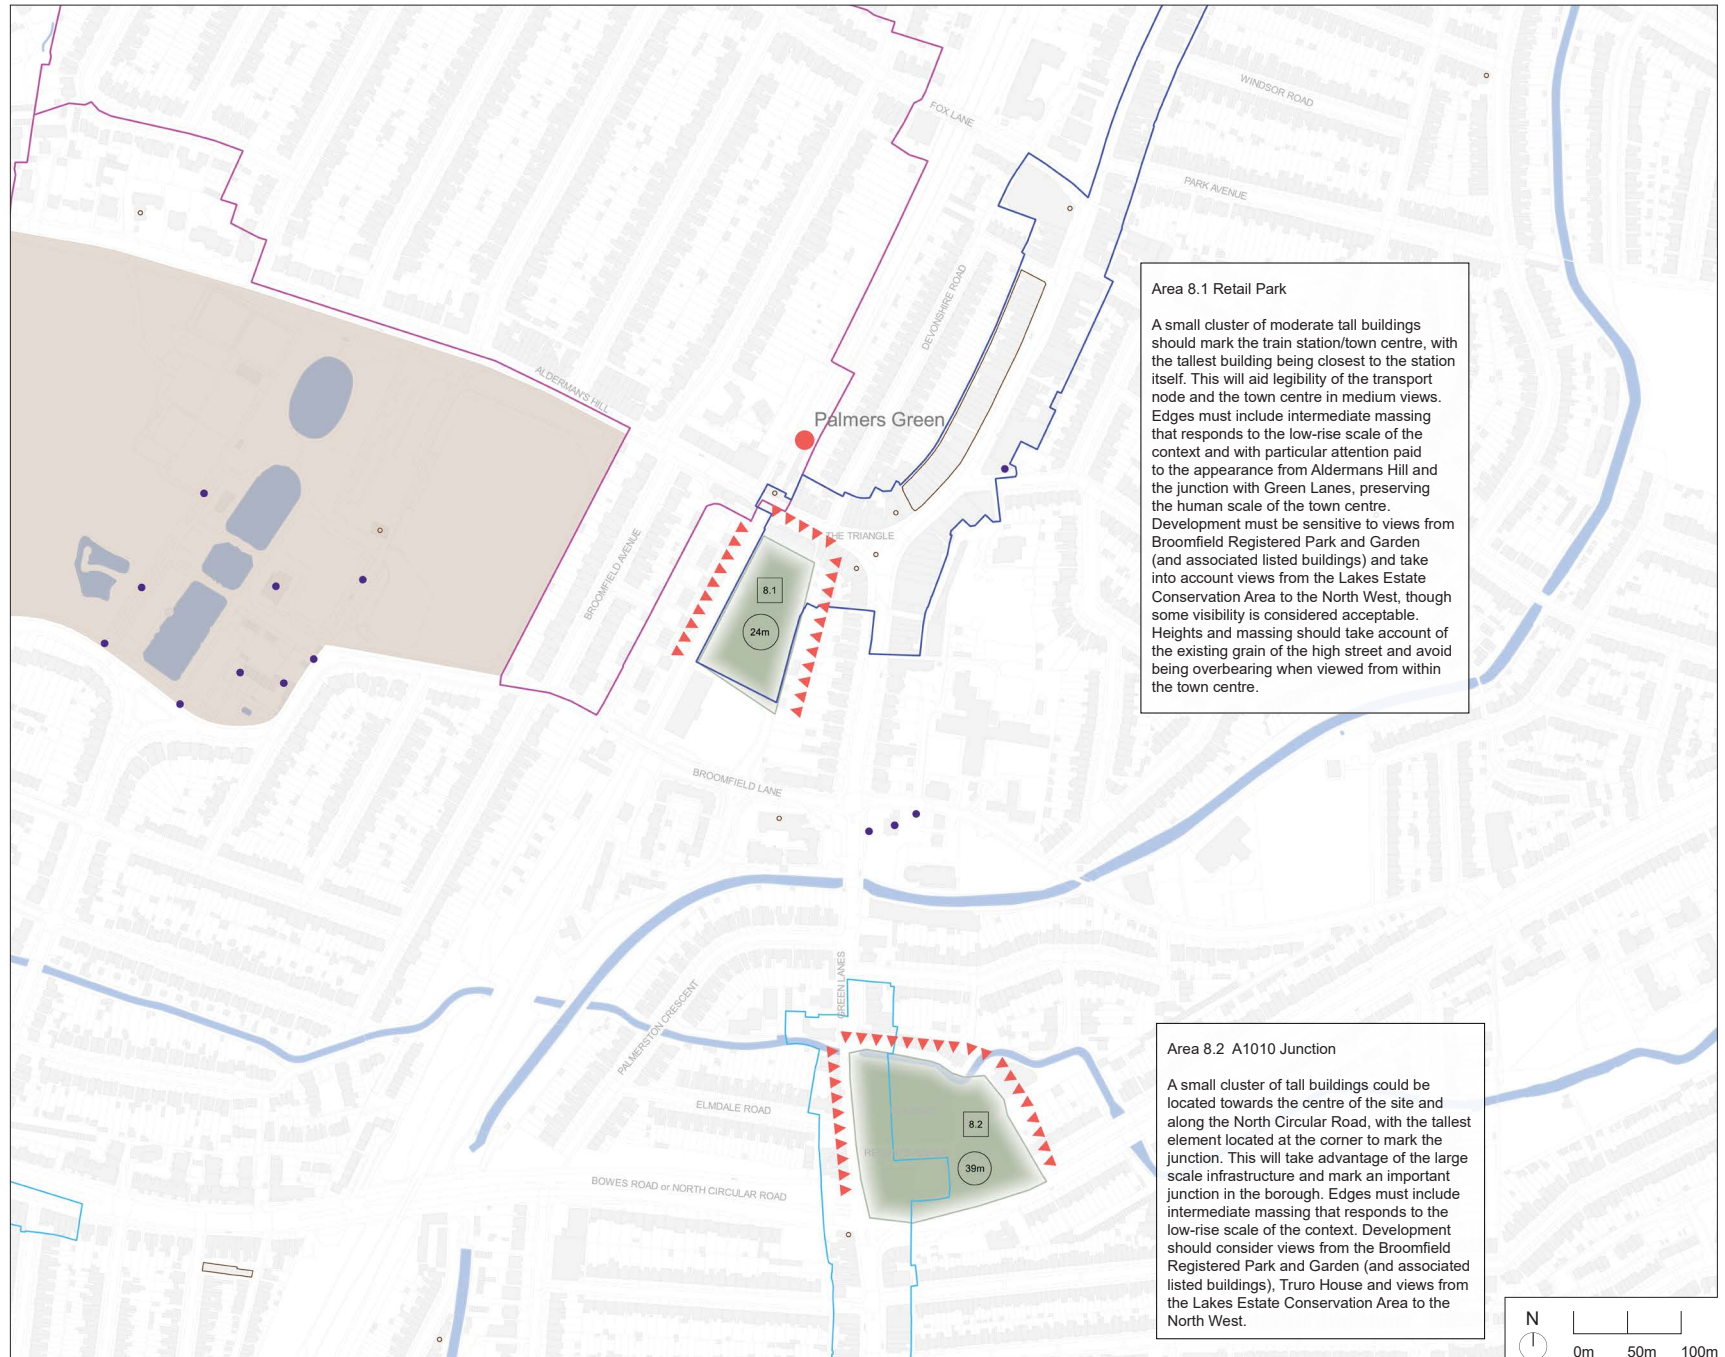 WINDSOR ROAD
FOX LANE
PARK AVENUE
DEVONSHIRE ROAD
ALDERMAN'S HILL
Palmers Green
THE TRIANGLE
BROOMFIELD AVENUE
8.1
24m
BROOMFIELD LANE
GREEN LANES
PALMERSTON CRESCENT
ELMDALE ROAD
8.2
39m
BOWES ROAD or NORTH CIRCULAR ROAD
Area 8.1 Retail Park
A small cluster of moderate tall buildings
should mark the train station/town centre, with
the tallest building being closest to the station
itself. This will aid legibility of the transport
node and the town centre in medium views.
Edges must include intermediate massing
that responds to the low-rise scale of the
context and with particular attention paid
to the appearance from Aldermans Hill and
the junction with Green Lanes, preserving
the human scale of the town centre.
Development must be sensitive to views from
Broomfield Registered Park and Garden
(and associated listed buildings) and take
into account views from the Lakes Estate
Conservation Area to the North West, though
some visibility is considered acceptable.
Heights and massing should take account of
the existing grain of the high street and avoid
being overbearing when viewed from within
the town centre.
Area 8.2 A1010 Junction
A small cluster of tall buildings could be
located towards the centre of the site and
along the North Circular Road, with the tallest
element located at the corner to mark the
junction. This will take advantage of the large
scale infrastructure and mark an important
junction in the borough. Edges must include
intermediate massing that responds to the
low-rise scale of the context. Development
should consider views from the Broomfield
Registered Park and Garden (and associated
listed buildings), Truro House and views from
the Lakes Estate Conservation Area to the
North West.
N
0m 50m 100m